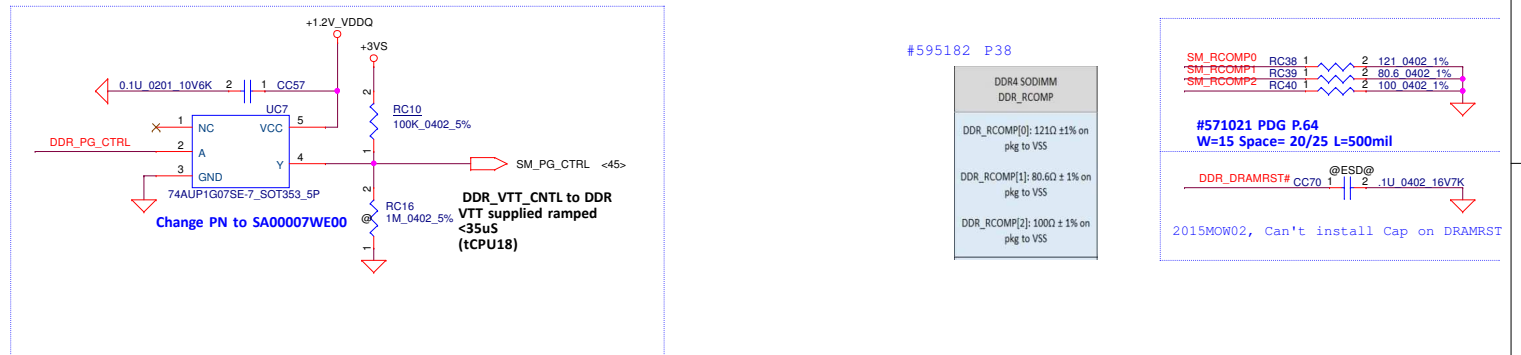 +1.2V_VDDQ
+3VS
0.1U_0201_10V6K 2 1 CC57
2
RC10
100K_0402_5%
1
UC7
1 NC VCC 5
DDR_PG_CTRL 2 A
Y 4
3 GND
74AUP1G07SE-7_SOT353_5P
Change PN to SA00007WE00
SM_PG_CTRL <45>
2
RC16
@ 1M_0402_5%
1
DDR_VTT_CNTL to DDR
VTT supplied ramped
<35uS
(tCPU18)
#595182 P38
DDR4 SODIMM
DDR_RCOMP
DDR_RCOMP[0]: 121Ω ±1% on
pkg to VSS
DDR_RCOMP[1]: 80.6Ω ± 1% on
pkg to VSS
DDR_RCOMP[2]: 100Ω ± 1% on
pkg to VSS
SM_RCOMP0 RC38 1 2 121_0402_1%
SM_RCOMP1 RC39 1 2 80.6_0402_1%
SM_RCOMP2 RC40 1 2 100_0402_1%
#571021 PDG P.64
W=15 Space= 20/25 L=500mil
@ESD@
DDR_DRAMRST# CC70 1 2 .1U_0402_16V7K
2015MOW02, Can't install Cap on DRAMRST